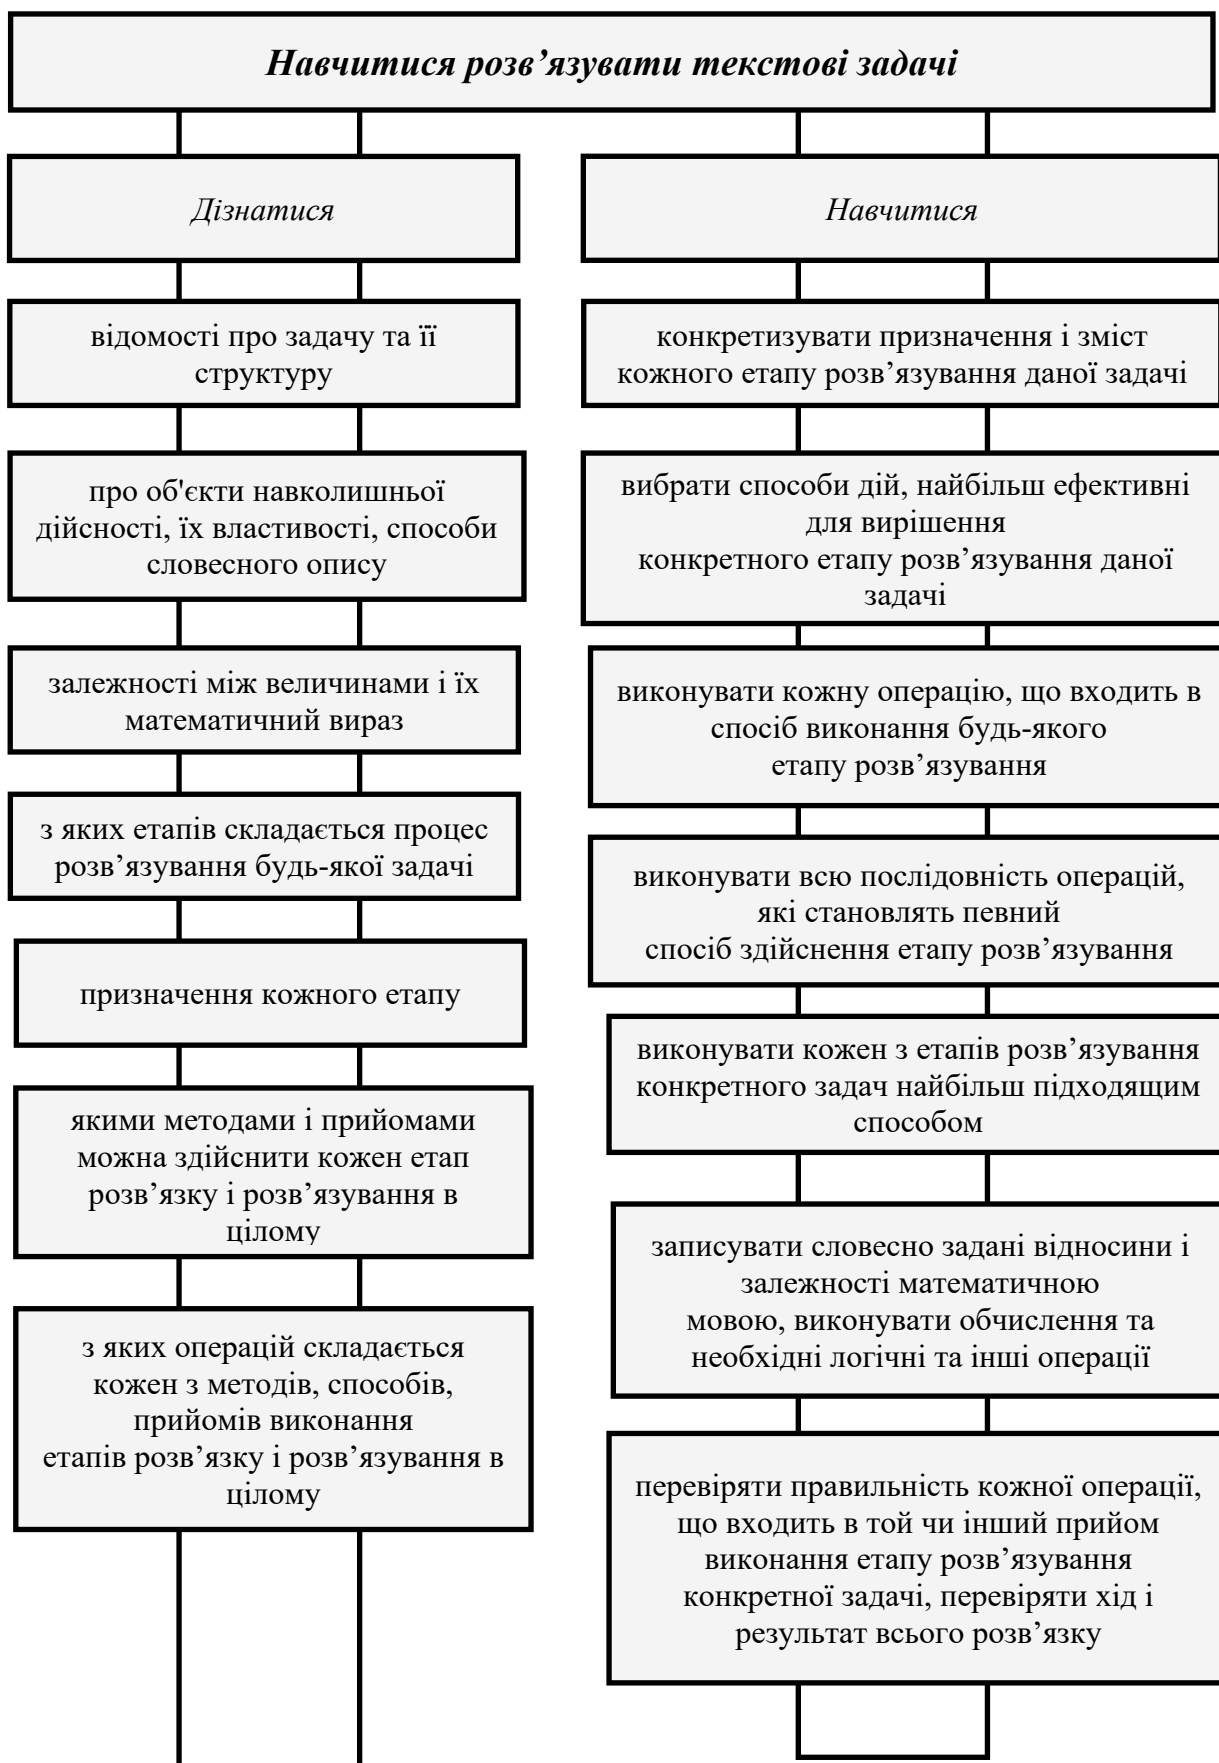 Навчитися розв’язувати текстові задачі
Дізнатися
відомості про задачу та її
структуру
про об'єкти навколишньої
дійсності, їх властивості, способи
словесного опису
залежності між величинами і їх
математичний вираз
з яких етапів складається процес
розв’язування будь-якої задачі
призначення кожного етапу
якими методами і прийомами
можна здійснити кожен етап
розв’язку і розв’язування в
цілому
з яких операцій складається
кожен з методів, способів,
прийомів виконання
етапів розв’язку і розв’язування в
цілому
Навчитися
конкретизувати призначення і зміст
кожного етапу розв’язування даної задачі
вибрати способи дій, найбільш ефективні
для вирішення
конкретного етапу розв’язування даної
задачі
виконувати кожну операцію, що входить в
спосіб виконання будь-якого
етапу розв’язування
виконувати всю послідовність операцій,
які становлять певний
спосіб здійснення етапу розв’язування
виконувати кожен з етапів розв’язування
конкретного задач найбільш підходящим
способом
записувати словесно задані відносини і
залежності математичною
мовою, виконувати обчислення та
необхідні логічні та інші операції
перевіряти правильність кожної операції,
що входить в той чи інший прийом
виконання етапу розв’язування
конкретної задачі, перевіряти хід і
результат всього розв’язку